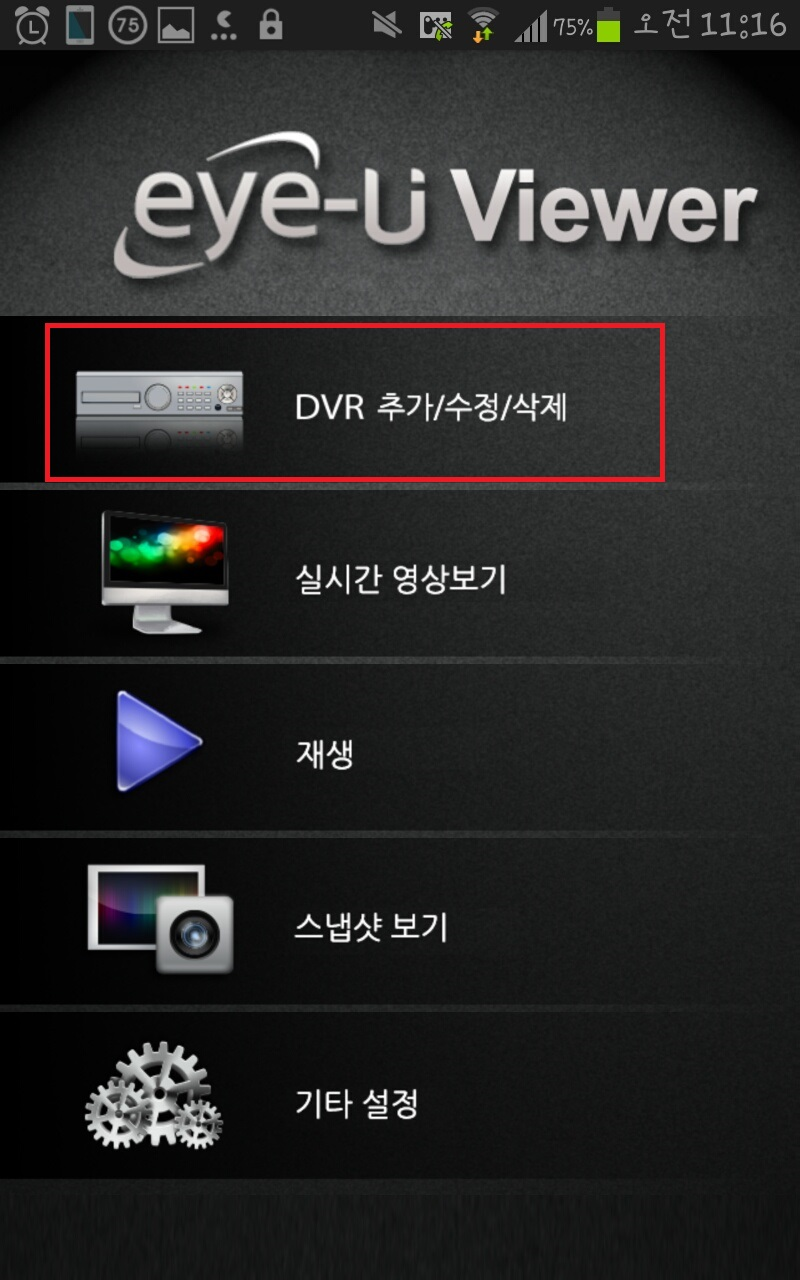 75 75% 오전 11:16
eye-U Viewer
DVR 추가/수정/삭제
실시간 영상보기
재생
스냅샷 보기
기타 설정